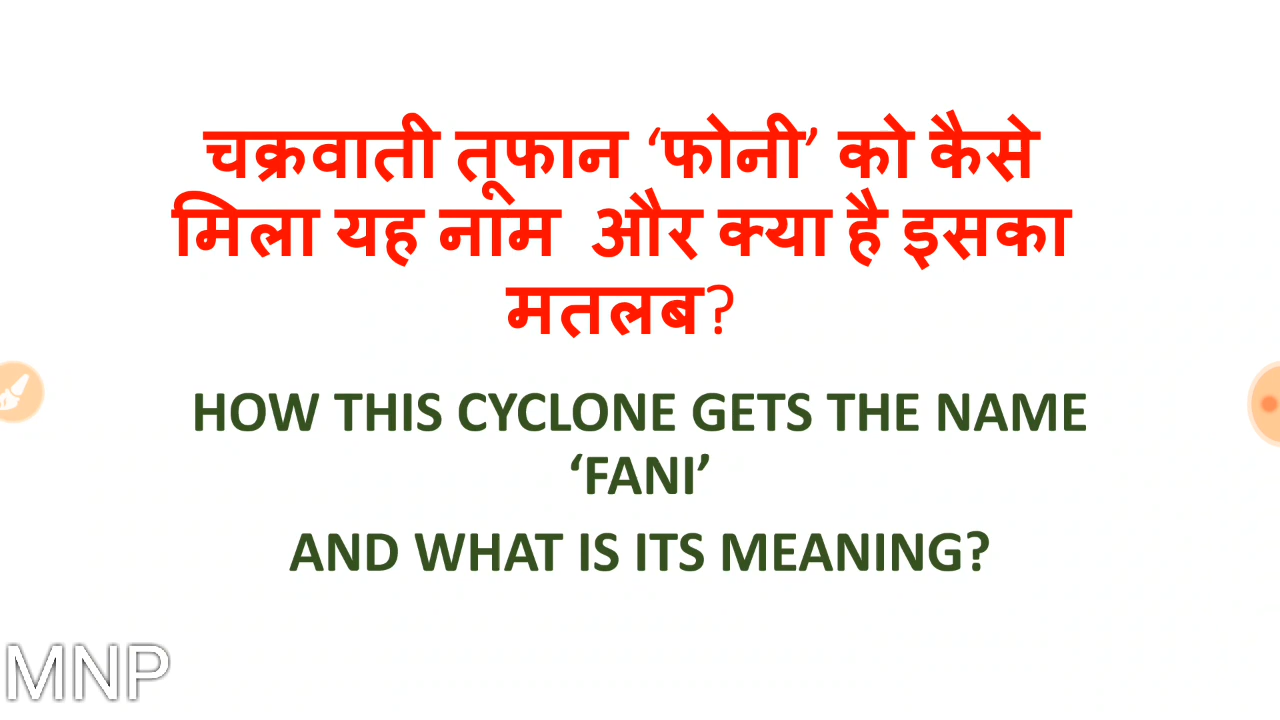 चक्रवाती तूफान ‘फोनी’ को कैसे
मिला यह नाम और क्या है इसका
मतलब?
HOW THIS CYCLONE GETS THE NAME
‘FANI’
AND WHAT IS ITS MEANING?
MNP